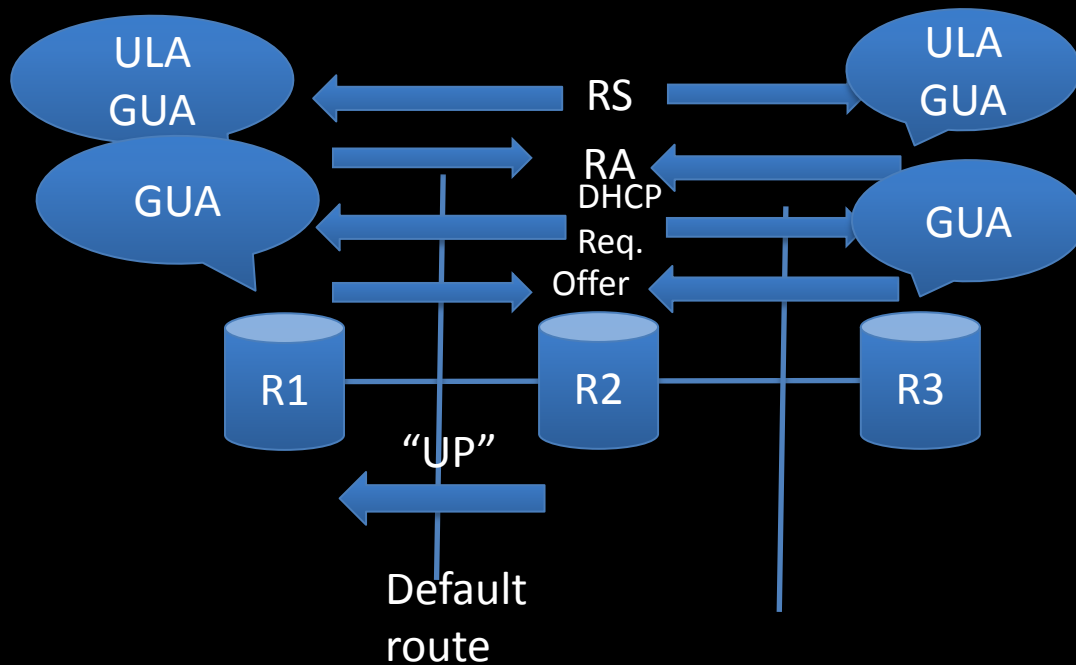 ULA
GUA
RS
ULA
GUA
GUA
RA
DHCP
Req.
Offer
GUA
R1
R2
R3
“UP”
Default
route